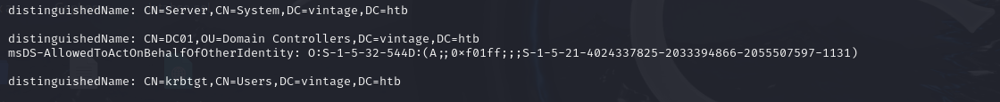 distinguishedName: CN=Server,CN=System,DC=vintage,DC=htb
distinguishedName: CN=DC01,OU=Domain Controllers,DC=vintage,DC=htb
msDS-AllowedToActOnBehalfOfOtherIdentity: O:S-1-5-32-544D:(A;;0xf01ff;;;S-1-5-21-4024337825-2033394866-2055507597-1131)
distinguishedName: CN=krbtgt,CN=Users,DC=vintage,DC=htb